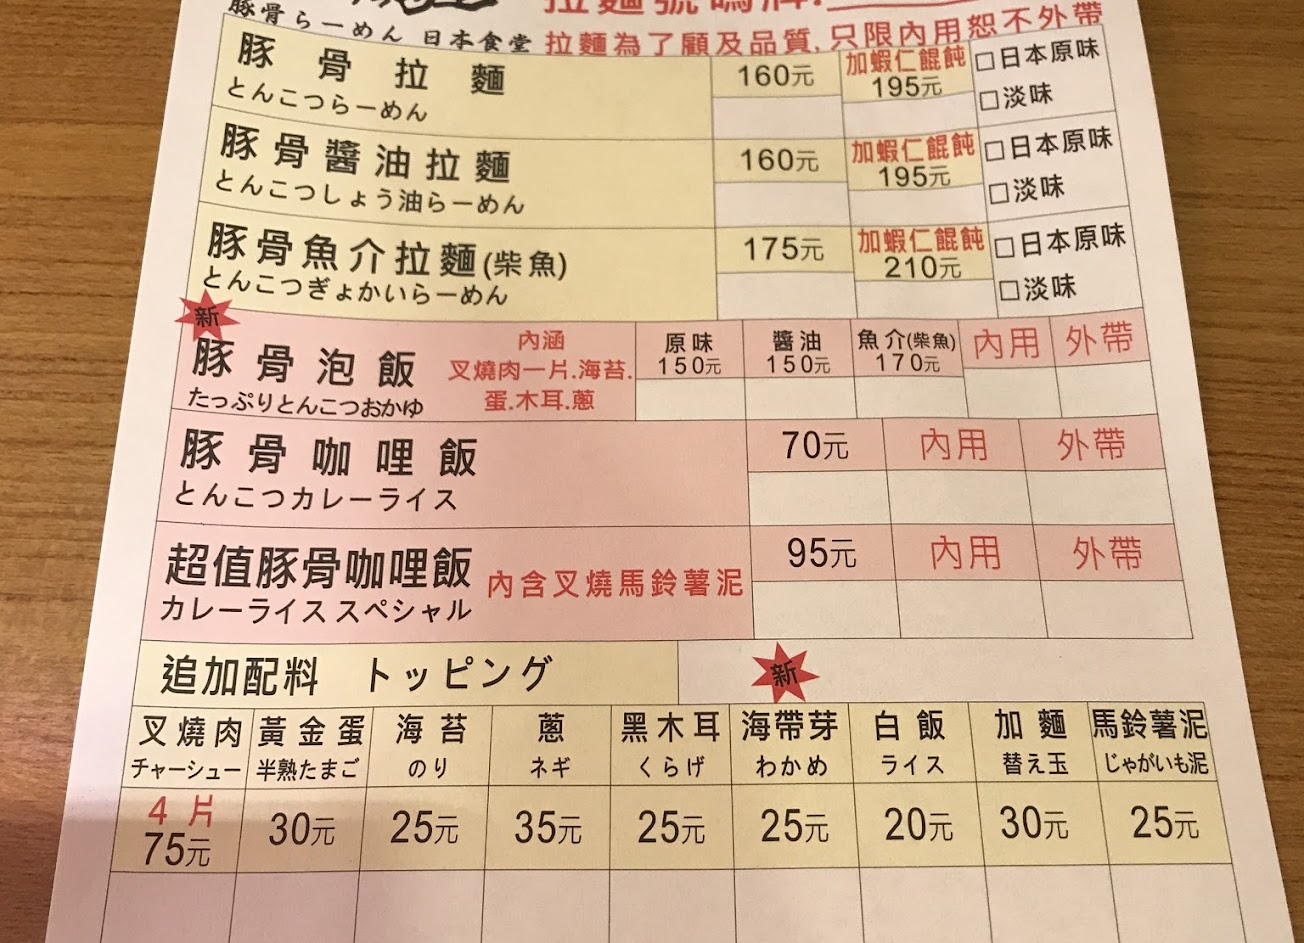 拉麵號碼牌:
豚骨らーめん 日本食堂
拉麵為了顧及品質,只限內用恕不外帶
豚骨拉麵
とんこつらーめん
160元
加蝦仁餛飩
195元
□日本原味
□淡味
豚骨醬油拉麵
とんこつしょう油らーめん
160元
加蝦仁餛飩
195元
□日本原味
□淡味
豚骨魚介拉麵(柴魚)
とんこつぎょかいらーめん
175元
加蝦仁餛飩
210元
□日本原味
□淡味
新
豚骨泡飯
たっぷりとんこつおかゆ
內涵
叉燒肉一片.海苔.
蛋.木耳.蔥
原味
150元
醬油
150元
魚介(柴魚)
170元
內用
外帶
豚骨咖哩飯
とんこつカレーライス
70元
內用
外帶
超值豚骨咖哩飯
カレーライススペシャル
內含叉燒馬鈴薯泥
95元
內用
外帶
追加配料 トッピング
新
叉燒肉
チャーシュー
4片
75元
黃金蛋
半熟たまご
30元
海苔
のり
25元
蔥
ネギ
35元
黑木耳
くらげ
25元
海帶芽
わかめ
25元
白飯
ライス
20元
加麵
替え玉
30元
馬鈴薯泥
じゃがいも泥
25元